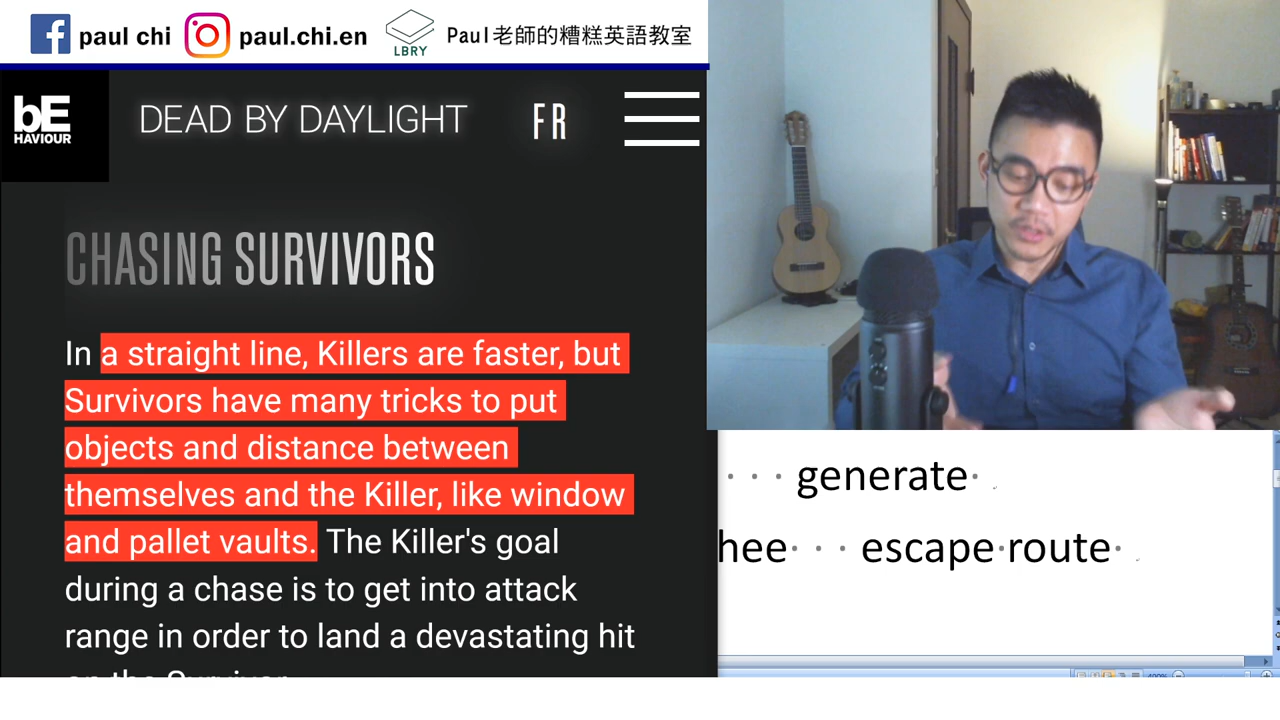 paul chi paul.chi.en LBRY Paul老師的糟糕英語教室
bE HAVIOUR
DEAD BY DAYLIGHT FR
CHASING SURVIVORS
In a straight line, Killers are faster, but
Survivors have many tricks to put
objects and distance between
themselves and the Killer, like window
and pallet vaults. The Killer's goal
during a chase is to get into attack
range in order to land a devastating hit
on the Survivor.
generate
hee escape route